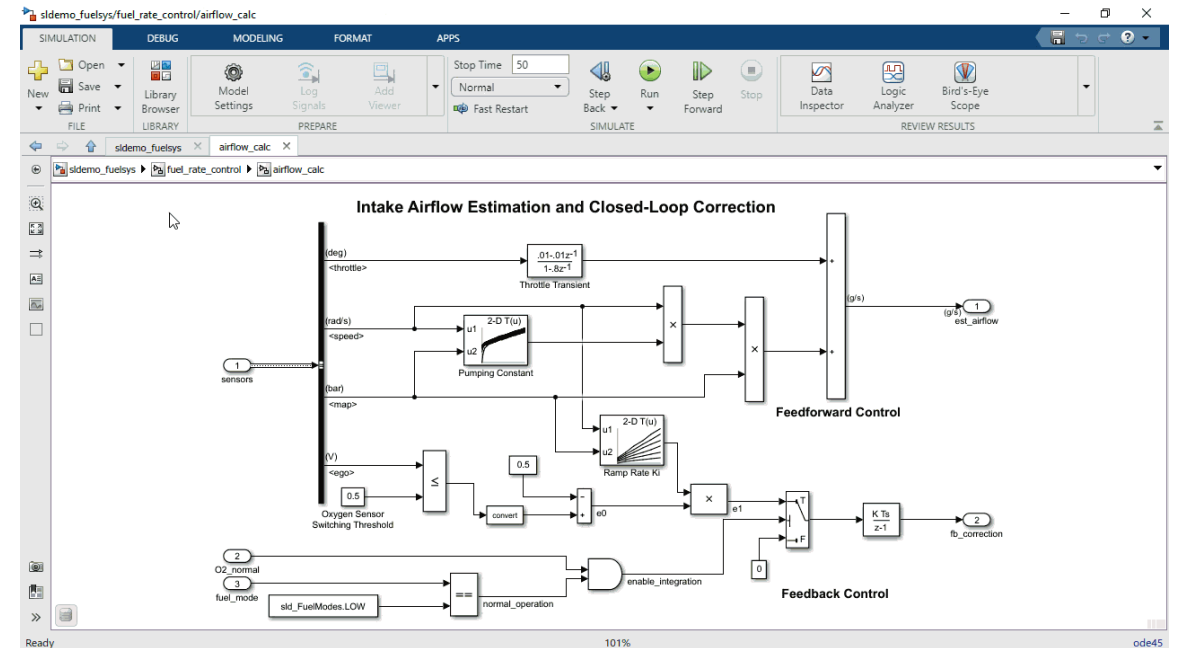 sldemo_fuelsys/fuel_rate_control/airflow_calc
SIMULATION DEBUG MODELING FORMAT APPS
New
Open
Save
Print
FILE
Library Browser
LIBRARY
Model Settings
Log Signals
Add Viewer
PREPARE
Stop Time 50
Normal
Fast Restart
Step Back
Run
Step Forward
Stop
SIMULATE
Data Inspector
Logic Analyzer
Bird's-Eye Scope
REVIEW RESULTS
sldemo_fuelsys airflow_calc
sldemo_fuelsys fuel_rate_control airflow_calc
Intake Airflow Estimation and Closed-Loop Correction
(deg)
<throttle>
.01-.01z-1
1-.8z-1
Throttle Transient
(rad/s)
<speed>
2-D T(u)
u1
u2
Pumping Constant
×
×
+
+
(g/s)
(g/s)
1
est_airflow
1
sensors
(bar)
<map>
Feedforward Control
2-D T(u)
u1
u2
Ramp Rate Ki
(V)
<ego>
0.5
Oxygen Sensor
Switching Threshold
≤
0.5
convert
-
+
e0
×
e1
T
F
0
K Ts
z-1
2
fb_correction
2
O2_normal
3
fuel_mode
sld_FuelModes.LOW
==
normal_operation
enable_integration
Feedback Control
Ready 101% ode45